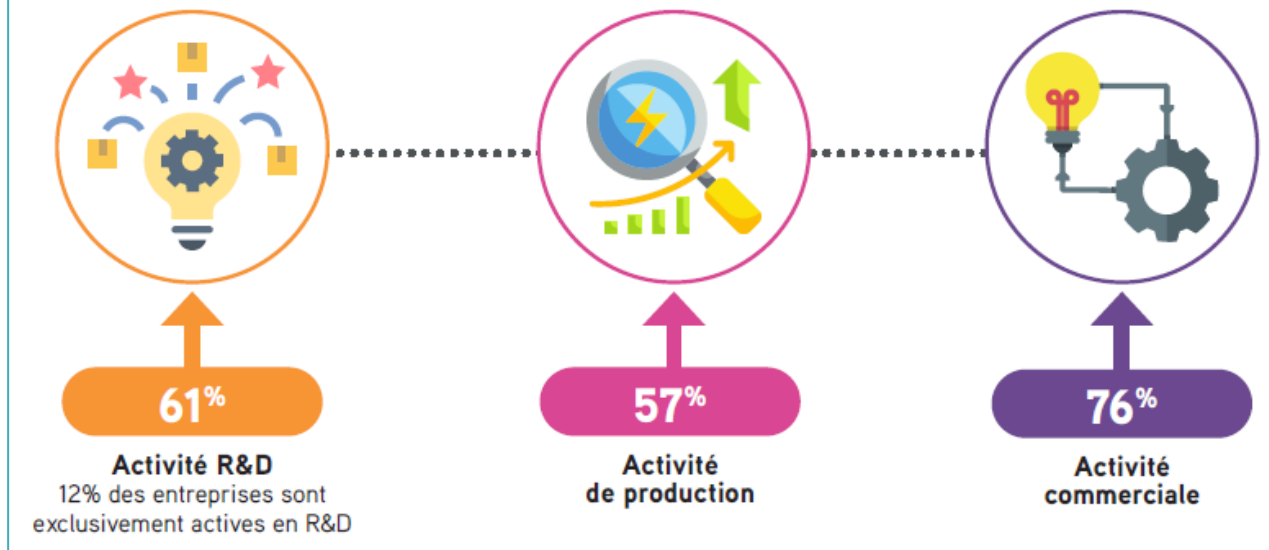 61%
Activité R&D
12% des entreprises sont
exclusivement actives en R&D
57%
Activité
de production
76%
Activité
commerciale